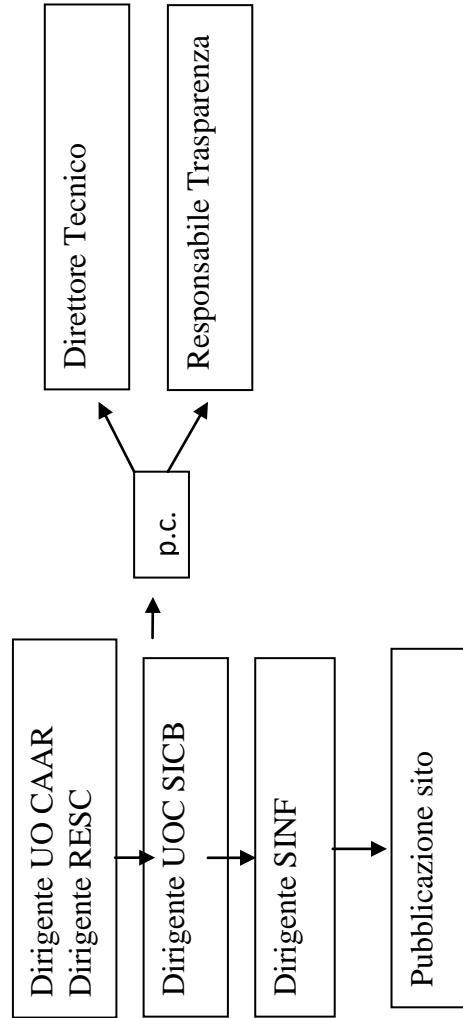 Dirigente UO CAAR
Dirigente RESC
Dirigente UOC SICB
Dirigente SINF
Pubblicazione sito
p.c.
Direttore Tecnico
Responsabile Trasparenza